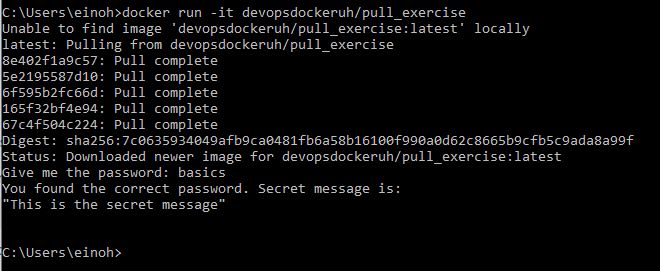 C:\Users\einoh>docker run -it devopsdockeruh/pull_exercise
Unable to find image 'devopsdockeruh/pull_exercise:latest' locally
latest: Pulling from devopsdockeruh/pull_exercise
8e402f1a9c57: Pull complete
5e2195587d10: Pull complete
6f595b2fc66d: Pull complete
165f32bf4e94: Pull complete
67c4f504c224: Pull complete
Digest: sha256:7c0635934049afb9ca0481fb6a58b16100f990a0d62c8665b9cfb5c9ada8a99f
Status: Downloaded newer image for devopsdockeruh/pull_exercise:latest
Give me the password: basics
You found the correct password. Secret message is:
"This is the secret message"
C:\Users\einoh>